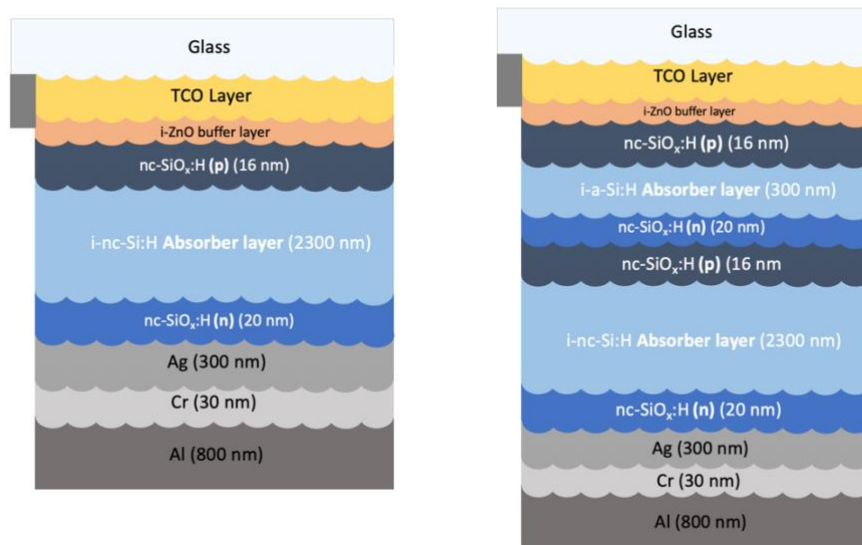 Glass
TCO Layer
i-ZnO buffer layer
nc-SiOₓ:H (p) (16 nm)
i-nc-Si:H Absorber layer (2300 nm)
nc-SiOₓ:H (n) (20 nm)
Ag (300 nm)
Cr (30 nm)
Al (800 nm)
Glass
TCO Layer
i-ZnO buffer layer
nc-SiOₓ:H (p) (16 nm)
i-a-Si:H Absorber layer (300 nm)
nc-SiOₓ:H (n) (20 nm)
nc-SiOₓ:H (p) (16 nm
i-nc-Si:H Absorber layer (2300 nm)
nc-SiOₓ:H (n) (20 nm)
Ag (300 nm)
Cr (30 nm)
Al (800 nm)